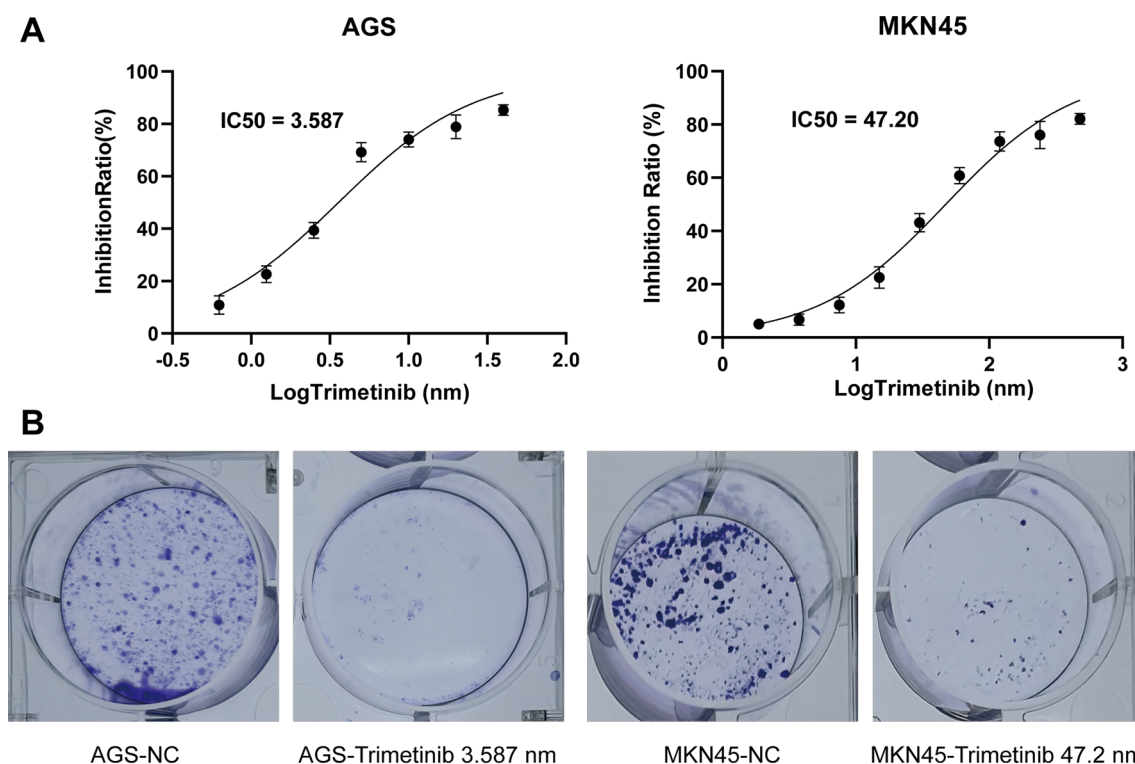 A
AGS
MKN45
100
80
60
40
20
0
InhibitionRatio(%)
IC50 = 3.587
-0.5
0.0
0.5
1.0
1.5
2.0
LogTrimetinib (nm)
100
80
60
40
20
0
Inhibition Ratio (%)
IC50 = 47.20
0
1
2
3
LogTrimetinib (nm)
B
AGS-NC
AGS-Trimetinib 3.587 nm
MKN45-NC
MKN45-Trimetinib 47.2 nm